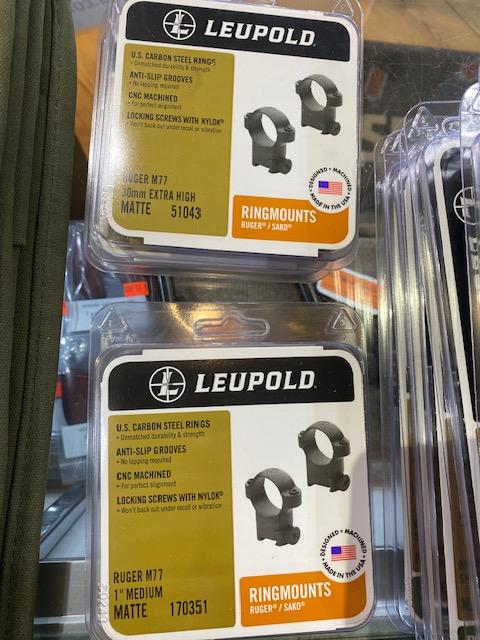 LEUPOLD
U.S. CARBON STEEL RINGS
• Unmatched durability & strength
ANTI-SLIP GROOVES
• No lapping required
CNC MACHINED
• For perfect alignment
LOCKING SCREWS WITH NYLOK®
• Won't back out under recoil or vibration
RUGER M77
30mm EXTRA HIGH
MATTE 51043
DESIGNED • MACHINED
MADE IN THE USA
RINGMOUNTS
RUGER® / SAKO®
LEUPOLD
U.S. CARBON STEEL RINGS
• Unmatched durability & strength
ANTI-SLIP GROOVES
• No lapping required
CNC MACHINED
• For perfect alignment
LOCKING SCREWS WITH NYLOK®
• Won't back out under recoil or vibration
RUGER M77
1" MEDIUM
MATTE 170351
DESIGNED • MACHINED
MADE IN THE USA
RINGMOUNTS
RUGER® / SAKO®